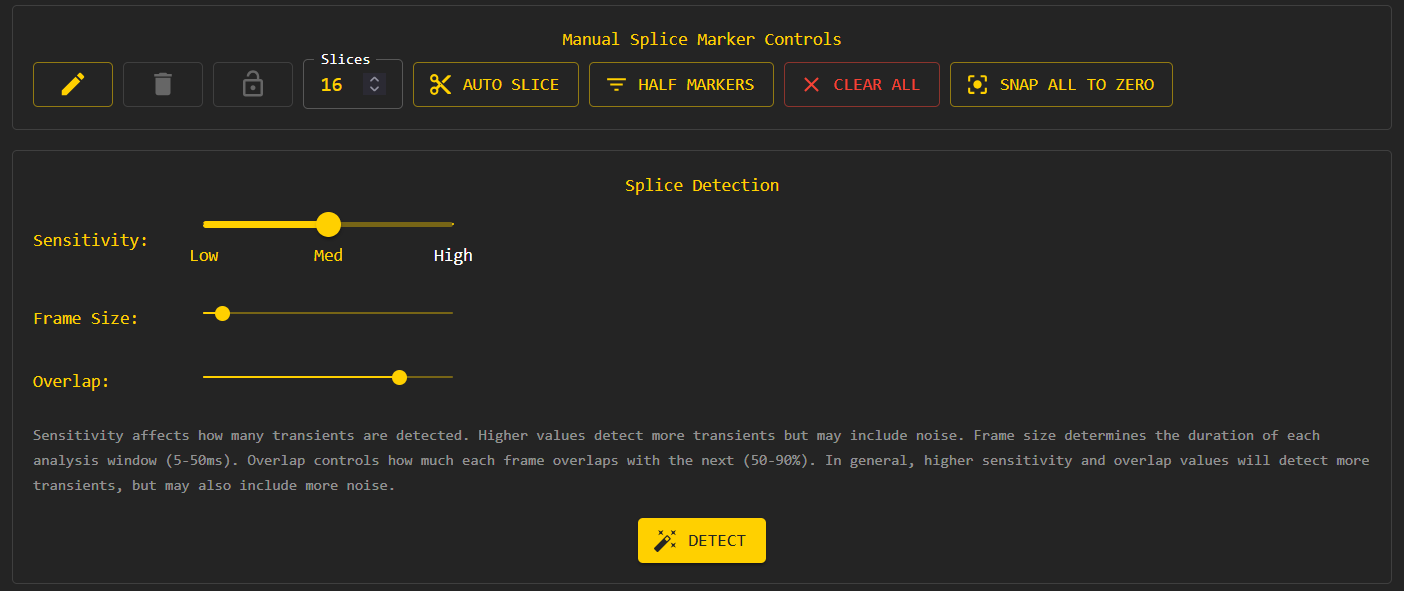 Manual Splice Marker Controls
Slices
16
AUTO SLICE
HALF MARKERS
CLEAR ALL
SNAP ALL TO ZERO
Splice Detection
Sensitivity:
Low
Med
High
Frame Size:
Overlap:
Sensitivity affects how many transients are detected. Higher values detect more transients but may include noise. Frame size determines the duration of each
analysis window (5-50ms). Overlap controls how much each frame overlaps with the next (50-90%). In general, higher sensitivity and overlap values will detect more
transients, but may also include more noise.
DETECT